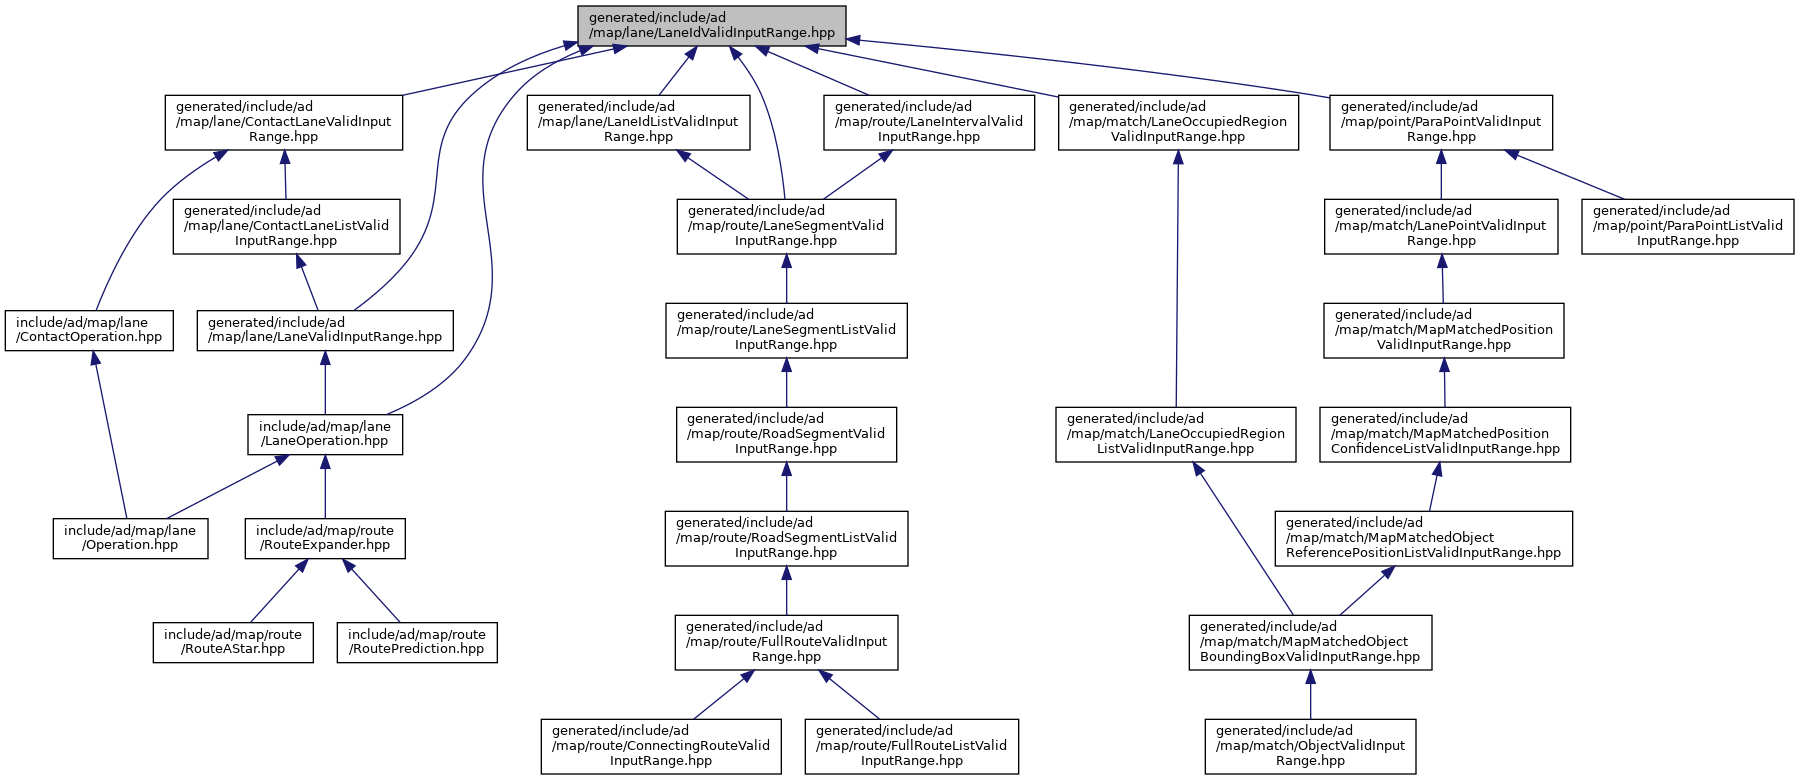 generated/include/ad
/map/lane/LaneIdValidInputRange.hpp
generated/include/ad
/map/lane/ContactLaneValidInput
Range.hpp
generated/include/ad
/map/lane/LaneIdListValidInput
Range.hpp
generated/include/ad
/map/route/LaneIntervalValid
InputRange.hpp
generated/include/ad
/map/match/LaneOccupiedRegion
ValidInputRange.hpp
generated/include/ad
/map/point/ParaPointValidInput
Range.hpp
generated/include/ad
/map/lane/ContactLaneListValid
InputRange.hpp
generated/include/ad
/map/route/LaneSegmentValid
InputRange.hpp
generated/include/ad
/map/match/LanePointValidInput
Range.hpp
generated/include/ad
/map/point/ParaPointListValid
InputRange.hpp
include/ad/map/lane
/ContactOperation.hpp
generated/include/ad
/map/lane/LaneValidInputRange.hpp
generated/include/ad
/map/route/LaneSegmentListValid
InputRange.hpp
generated/include/ad
/map/match/MapMatchedPosition
ValidInputRange.hpp
include/ad/map/lane
/LaneOperation.hpp
generated/include/ad
/map/route/RoadSegmentValid
InputRange.hpp
generated/include/ad
/map/match/LaneOccupiedRegion
ListValidInputRange.hpp
generated/include/ad
/map/match/MapMatchedPosition
ConfidenceListValidInputRange.hpp
include/ad/map/lane
/Operation.hpp
include/ad/map/route
/RouteExpander.hpp
generated/include/ad
/map/route/RoadSegmentListValid
InputRange.hpp
generated/include/ad
/map/match/MapMatchedObject
ReferencePositionListValidInputRange.hpp
include/ad/map/route
/RouteAStar.hpp
include/ad/map/route
/RoutePrediction.hpp
generated/include/ad
/map/route/FullRouteValidInput
Range.hpp
generated/include/ad
/map/match/MapMatchedObject
BoundingBoxValidInputRange.hpp
generated/include/ad
/map/route/ConnectingRouteValid
InputRange.hpp
generated/include/ad
/map/route/FullRouteListValid
InputRange.hpp
generated/include/ad
/map/match/ObjectValidInput
Range.hpp